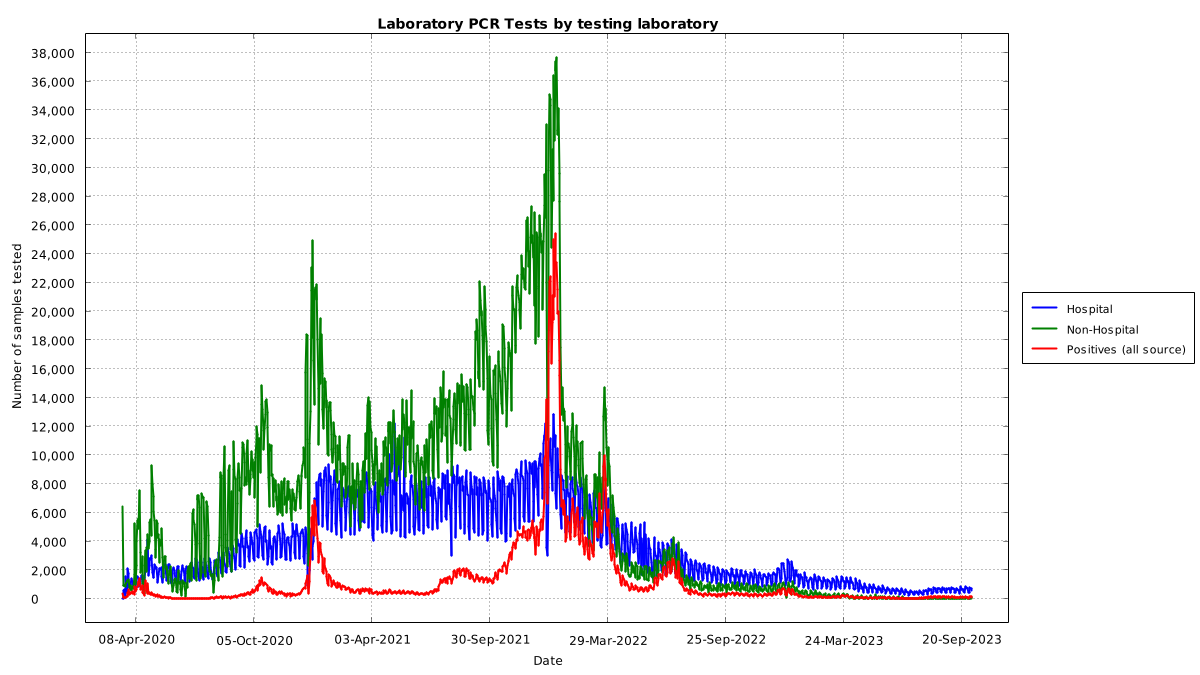 Laboratory PCR Tests by testing laboratory
38,000
36,000
34,000
32,000
30,000
28,000
26,000
24,000
22,000
20,000
18,000
16,000
14,000
12,000
10,000
8,000
6,000
4,000
2,000
0
Number of samples tested
08-Apr-2020
05-Oct-2020
03-Apr-2021
30-Sep-2021
29-Mar-2022
25-Sep-2022
24-Mar-2023
20-Sep-2023
Date
Hospital
Non-Hospital
Positives (all source)